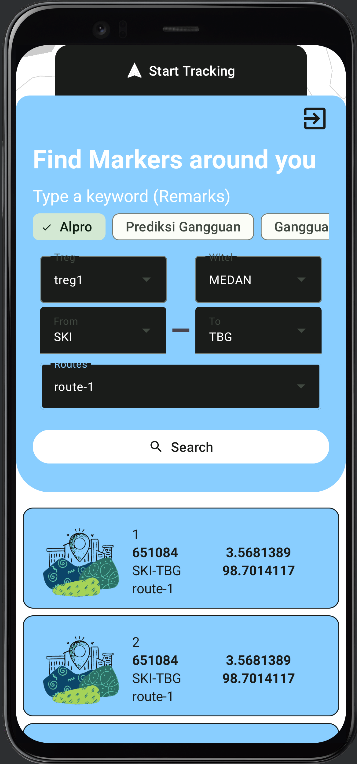 Start Tracking
Find Markers around you
Type a keyword (Remarks)
Alpro Prediksi Gangguan Ganggua
Treg Witel
treg1 MEDAN
From To
SKI TBG
Routes
route-1
Search
1
651084 3.5681389
SKI-TBG 98.7014117
route-1
2
651084 3.5681389
SKI-TBG 98.7014117
route-1